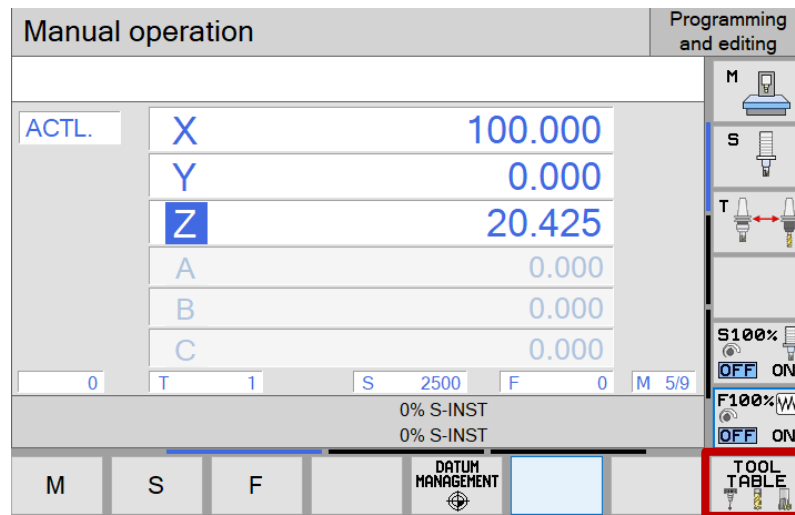 Manual operation
Programming
and editing
M
ACTL. X 100.000
S
Y 0.000
Z 20.425
T
A 0.000
B 0.000
C 0.000
S100%
OFF ON
0 T 1 S 2500 F 0 M 5/9
F100% W
OFF ON
0% S-INST
0% S-INST
M S F DATUM
MANAGEMENT
TOOL
TABLE